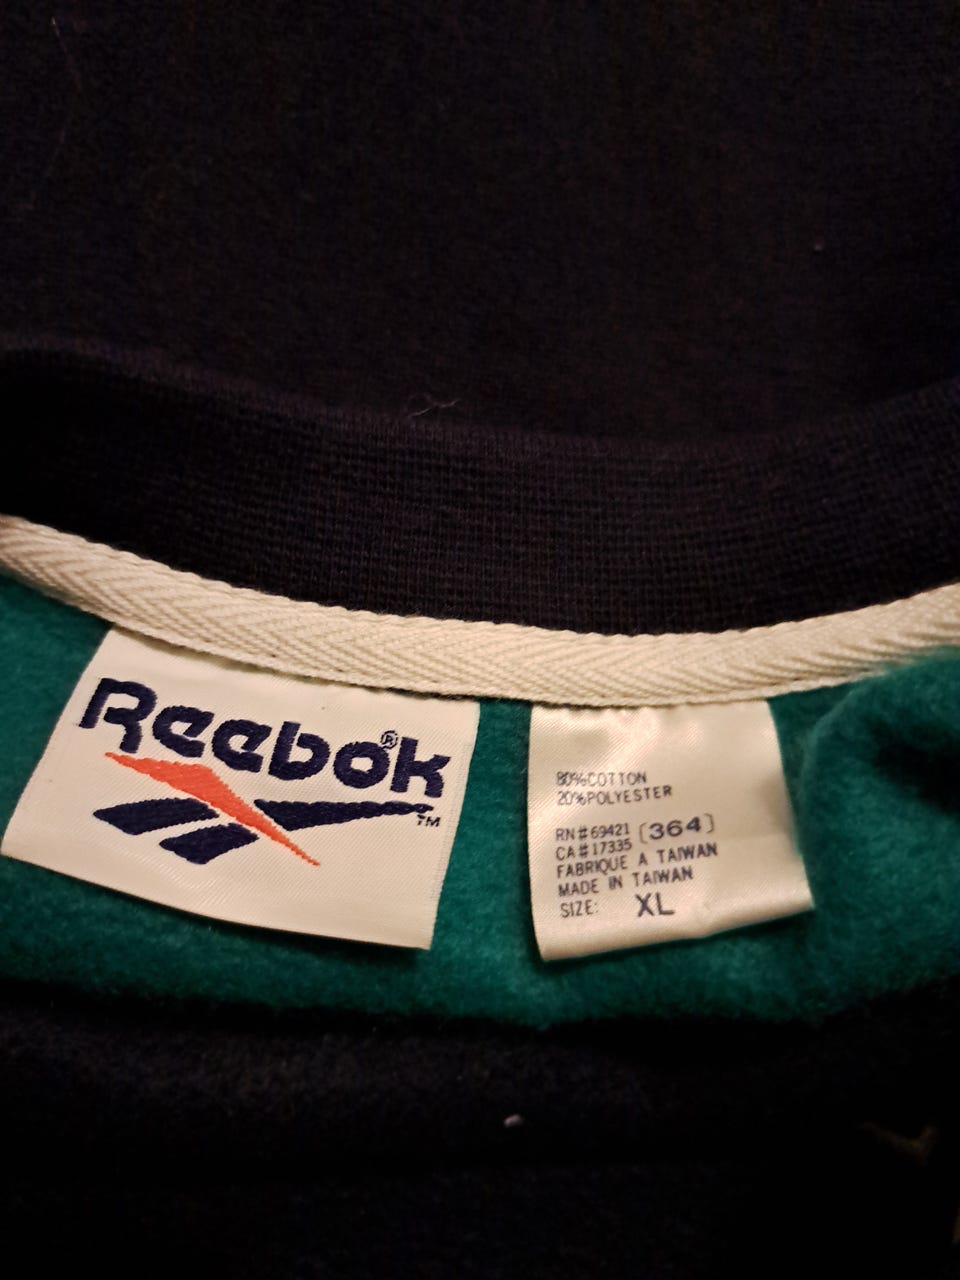 Reebok®
™
80%COTTON
20%POLYESTER
RN#69421 (364)
CA#17335
FABRIQUE A TAIWAN
MADE IN TAIWAN
SIZE: XL